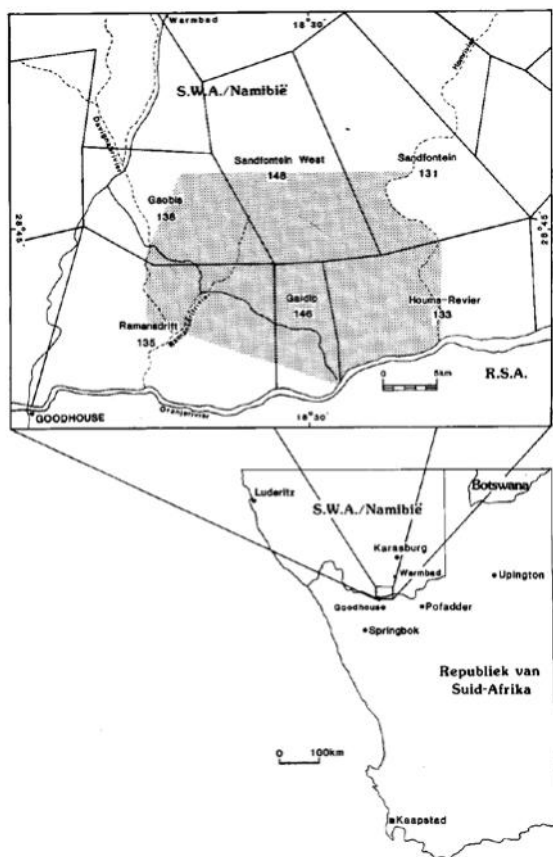 Warmbad
18°30'
S.W.A./Namibië
Sandfontein West
148
Sandfontein
131
Gaobis
138
28°45'
28°45'
Gaidip
146
Houms-Revier
133
Ramansdrift
135
0 5km
R.S.A.
GOODHOUSE
Oranjerivier
18°30'
Botswana
Luderitz
S.W.A./Namibië
Karasburg
Warmbad
Upington
Goodhouse
Pofadder
Springbok
Republiek van
Suid-Afrika
0 100km
Kaapstad